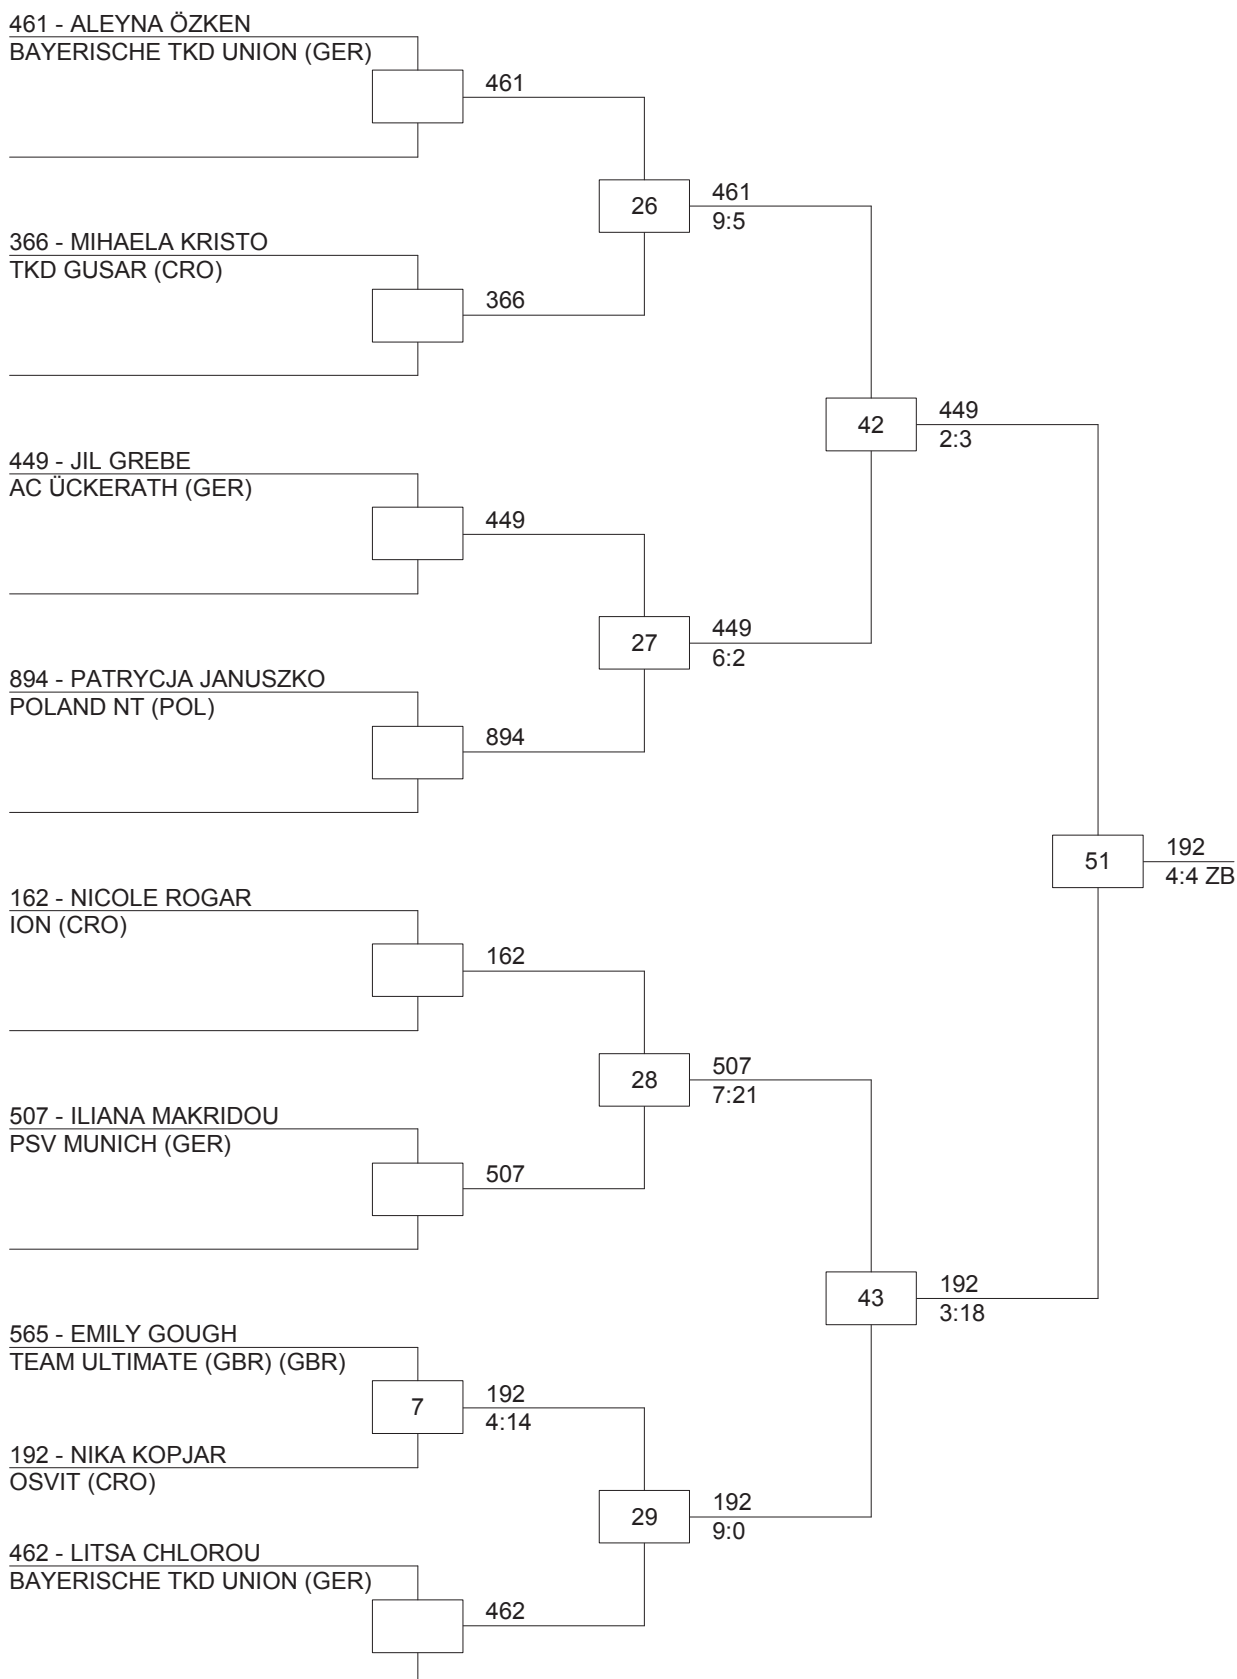 461 - ALEYNA ÖZKEN
BAYERISCHE TKD UNION (GER)
461
26
461
9:5
366 - MIHAELA KRISTO
TKD GUSAR (CRO)
366
42
449
2:3
449 - JIL GREBE
AC ÜCKERATH (GER)
449
27
449
6:2
894 - PATRYCJA JANUSZKO
POLAND NT (POL)
894
51
192
4:4 ZB
162 - NICOLE ROGAR
ION (CRO)
162
28
507
7:21
507 - ILIANA MAKRIDOU
PSV MUNICH (GER)
507
43
192
3:18
565 - EMILY GOUGH
TEAM ULTIMATE (GBR) (GBR)
7
192
4:14
192 - NIKA KOPJAR
OSVIT (CRO)
29
192
9:0
462 - LITSA CHLOROU
BAYERISCHE TKD UNION (GER)
462